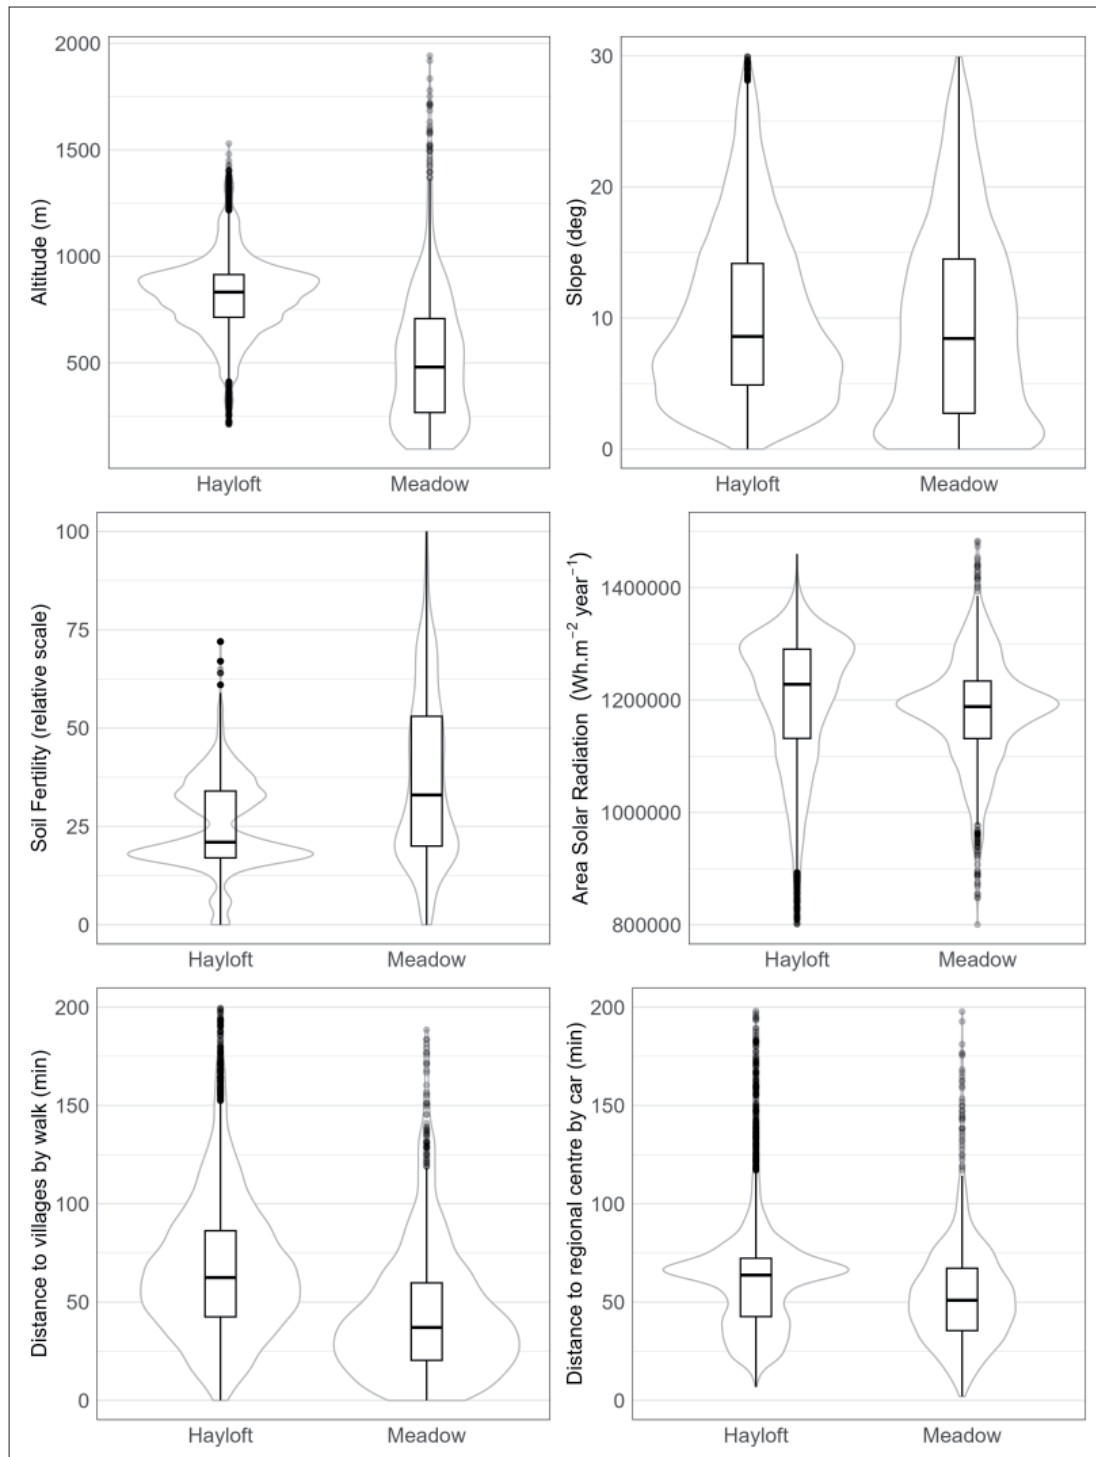 2000
1500
1000
500
Altitude (m)
Hayloft Meadow
30
20
10
0
Slope (deg)
Hayloft Meadow
100
75
50
25
0
Soil Fertility (relative scale)
Hayloft Meadow
1400000
1200000
1000000
800000
Area Solar Radiation (Wh.m⁻² year⁻¹)
Hayloft Meadow
200
150
100
50
0
Distance to villages by walk (min)
Hayloft Meadow
200
150
100
50
0
Distance to regional centre by car (min)
Hayloft Meadow